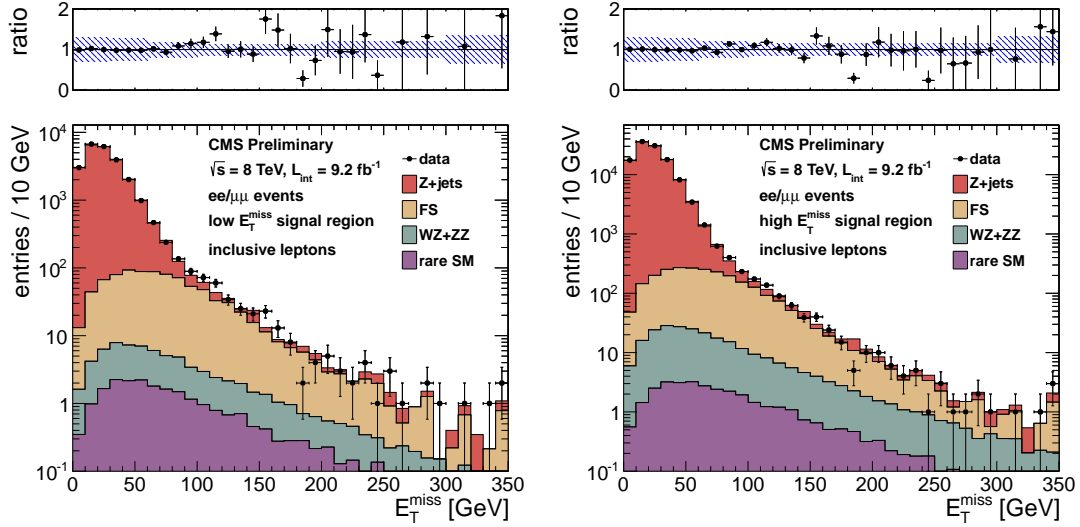 ratio
2
1
0
entries / 10 GeV
10⁴
10³
10²
10
1
10⁻¹
CMS Preliminary
√s = 8 TeV, L_int = 9.2 fb⁻¹
ee/μμ events
low E_T^miss signal region
inclusive leptons
data
Z+jets
FS
WZ+ZZ
rare SM
0 50 100 150 200 250 300 350
E_T^miss [GeV]
ratio
2
1
0
entries / 10 GeV
10⁴
10³
10²
10
1
10⁻¹
CMS Preliminary
√s = 8 TeV, L_int = 9.2 fb⁻¹
ee/μμ events
high E_T^miss signal region
inclusive leptons
data
Z+jets
FS
WZ+ZZ
rare SM
0 50 100 150 200 250 300 350
E_T^miss [GeV]